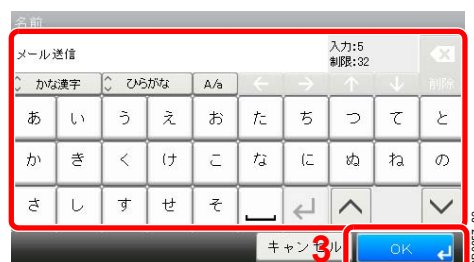 名前
メール送信
入力:5
制限:32
かな漢字 ひらがな A/a ← → ↑ ↓ 削除
あ い う え お た ち つ て と
か き く け こ な に ぬ ね の
さ し す せ そ
キャンセル 3 OK